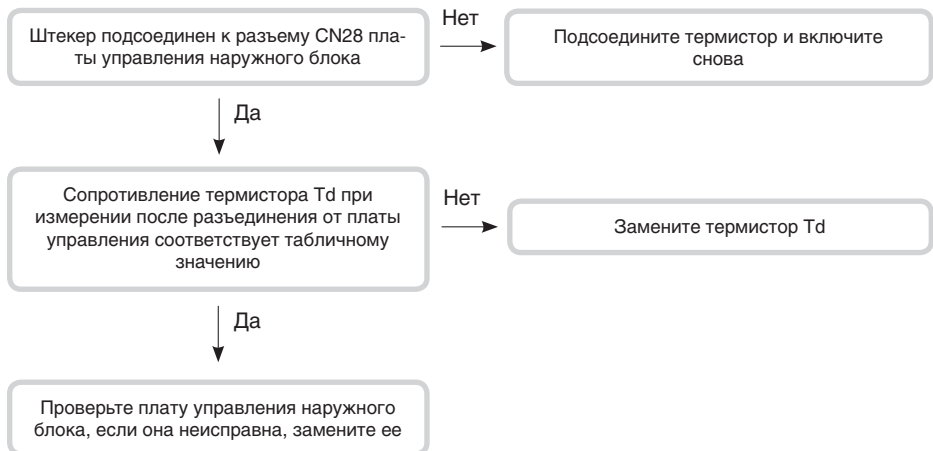 Штекер подсоединен к разъему CN28 пла-
ты управления наружного блока
Нет
Подсоедините термистор и включите
снова
Да
Сопротивление термистора Td при
измерении после разъединения от платы
управления соответствует табличному
значению
Нет
Замените термистор Td
Да
Проверьте плату управления наружного
блока, если она неисправна, замените ее